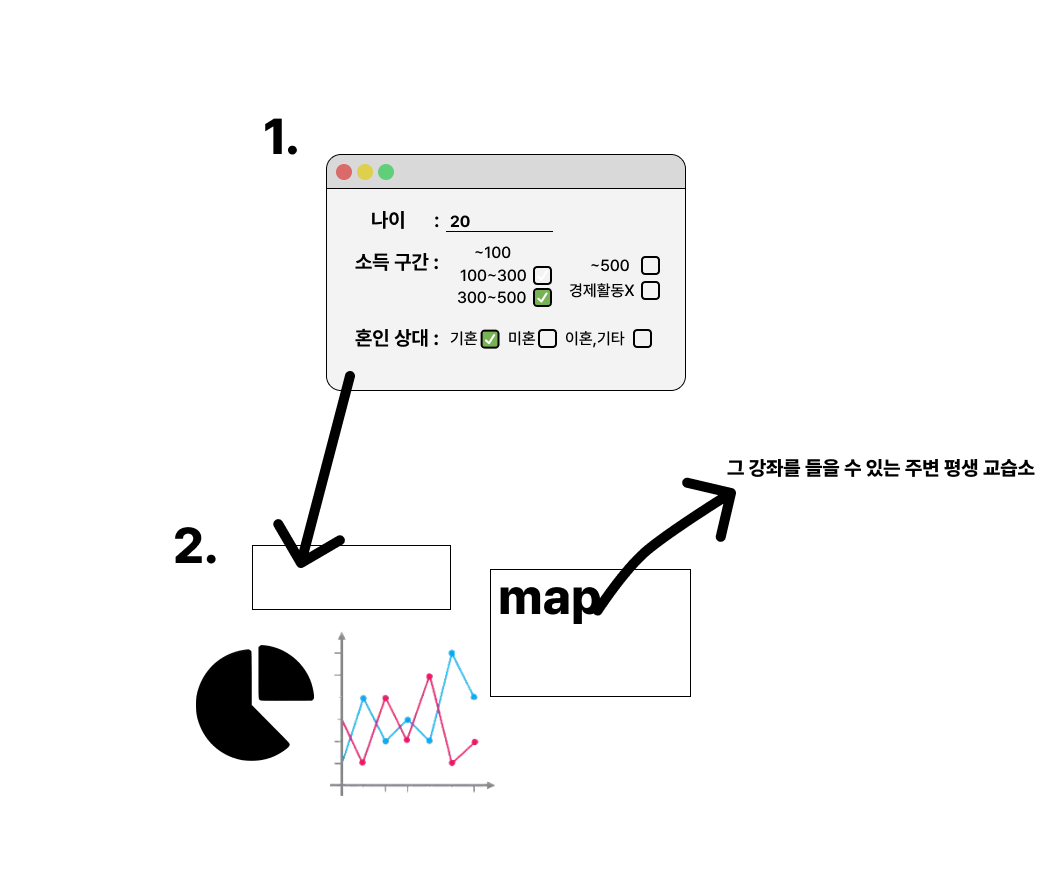 1.
나이 : 20
소득 구간 :
~100
100~300
300~500
~500
경제활동X
혼인 상대 : 기혼 미혼 이혼,기타
그 강좌를 들을 수 있는 주변 평생 교습소
2.
map